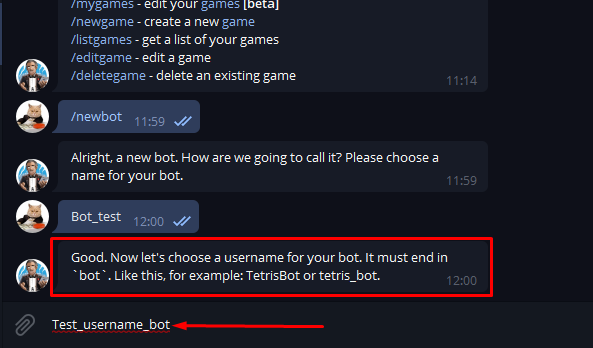 /mygames - edit your games [beta]
/newgame - create a new game
/listgames - get a list of your games
/editgame - edit a game
/deletegame - delete an existing game
11:14
/newbot 11:59
Alright, a new bot. How are we going to call it? Please choose a
name for your bot.
11:59
Bot_test 12:00
Good. Now let's choose a username for your bot. It must end in
`bot`. Like this, for example: TetrisBot or tetris_bot.
12:00
Test_username_bot